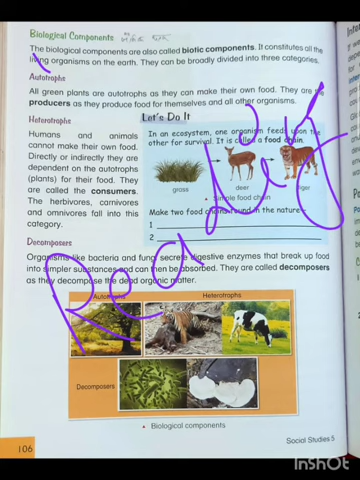 Biological Components
The biological components are also called biotic components. It constitutes all the
living organisms on the earth. They can be broadly divided into three categories.
Autotrophs
All green plants are autotrophs as they can make their own food. They are the
producers as they produce food for themselves and all other organisms.
Heterotrophs
Humans and animals
cannot make their own food.
Directly or indirectly they are
dependent on the autotrophs
(plants) for their food. They
are called the consumers.
The herbivores, carnivores
and omnivores fall into this
category.
Let's Do It
In an ecosystem, one organism feeds upon the
other for survival. It is called a food chain.
grass
deer
tiger
• Simple food chain
Make two food chains found in the nature
1
2
Decomposers
Organisms like bacteria and fungi secrete digestive enzymes that break up food
into simpler substances and can be absorbed. They are called decomposers
as they decompose the dead organic matter.
Autotrophs
Heterotrophs
Decomposers
• Biological components
106
Social Studies 5
InShOt
Reading